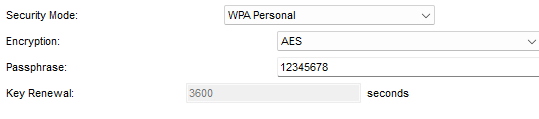 Security Mode: WPA Personal
Encryption: AES
Passphrase: 12345678
Key Renewal: 3600 seconds